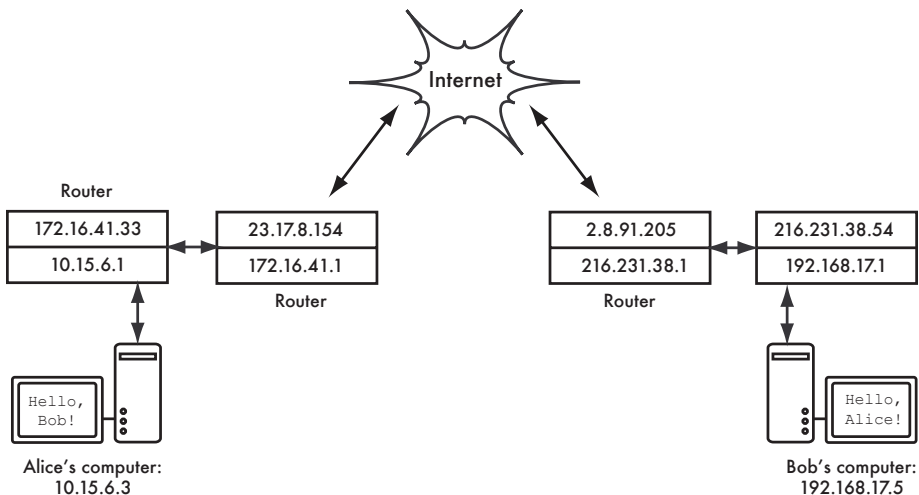 Internet
Router
172.16.41.33
10.15.6.1
23.17.8.154
172.16.41.1
Router
2.8.91.205
216.231.38.1
Router
216.231.38.54
192.168.17.1
Hello,
Bob!
Alice's computer:
10.15.6.3
Hello,
Alice!
Bob's computer:
192.168.17.5